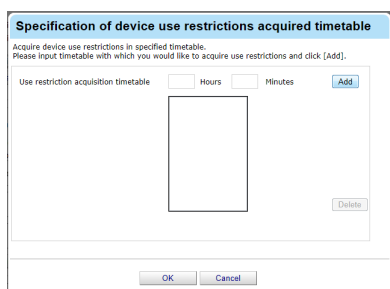 Specification of device use restrictions acquired timetable
Acquire device use restrictions in specified timetable.
Please input timetable with which you would like to acquire use restrictions and click [Add].
Use restriction acquisition timetable Hours Minutes Add
Delete
OK Cancel